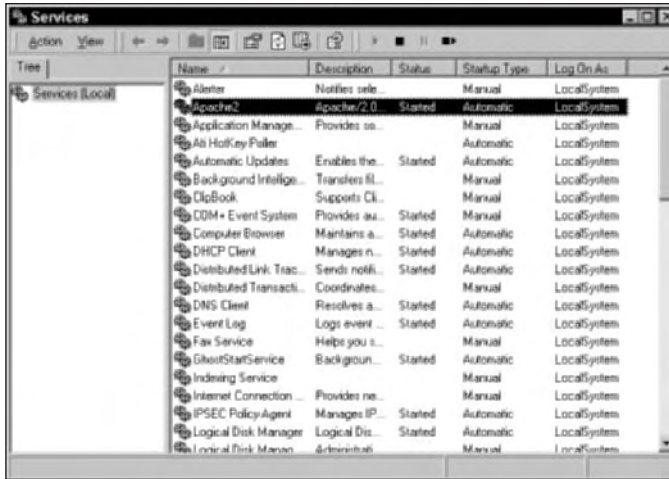 Services
Action View
Tree
Services (Local)
Name Description Status Startup Type Log On As
Alerter Notifies sele... Manual LocalSystem
Apache2 Apache/2.0... Started Automatic LocalSystem
Application Manage... Provides so... Manual LocalSystem
Ati HotKey Poller Automatic LocalSystem
Automatic Updates Enables the... Started Automatic LocalSystem
Background Intellige... Transfers fil... Manual LocalSystem
ClipBook Supports Cli... Manual LocalSystem
COM+ Event System Provides au... Started Manual LocalSystem
Computer Browser Maintains a... Started Automatic LocalSystem
DHCP Client Manages n... Started Automatic LocalSystem
Distributed Link Trac... Sends notifi... Started Automatic LocalSystem
Distributed Transacti... Coordinates... Manual LocalSystem
DNS Client Resolves a... Started Automatic LocalSystem
Event Log Logs event ... Started Automatic LocalSystem
Fax Service Helps you s... Manual LocalSystem
GhostStartService Backgroun... Started Automatic LocalSystem
Indexing Service Manual LocalSystem
Internet Connection ... Provides ne... Manual LocalSystem
IPSEC Policy Agent Manages IP... Started Automatic LocalSystem
Logical Disk Manager Logical Dis... Started Automatic LocalSystem
Logical Disk Manag... Administrati... Manual LocalSystem